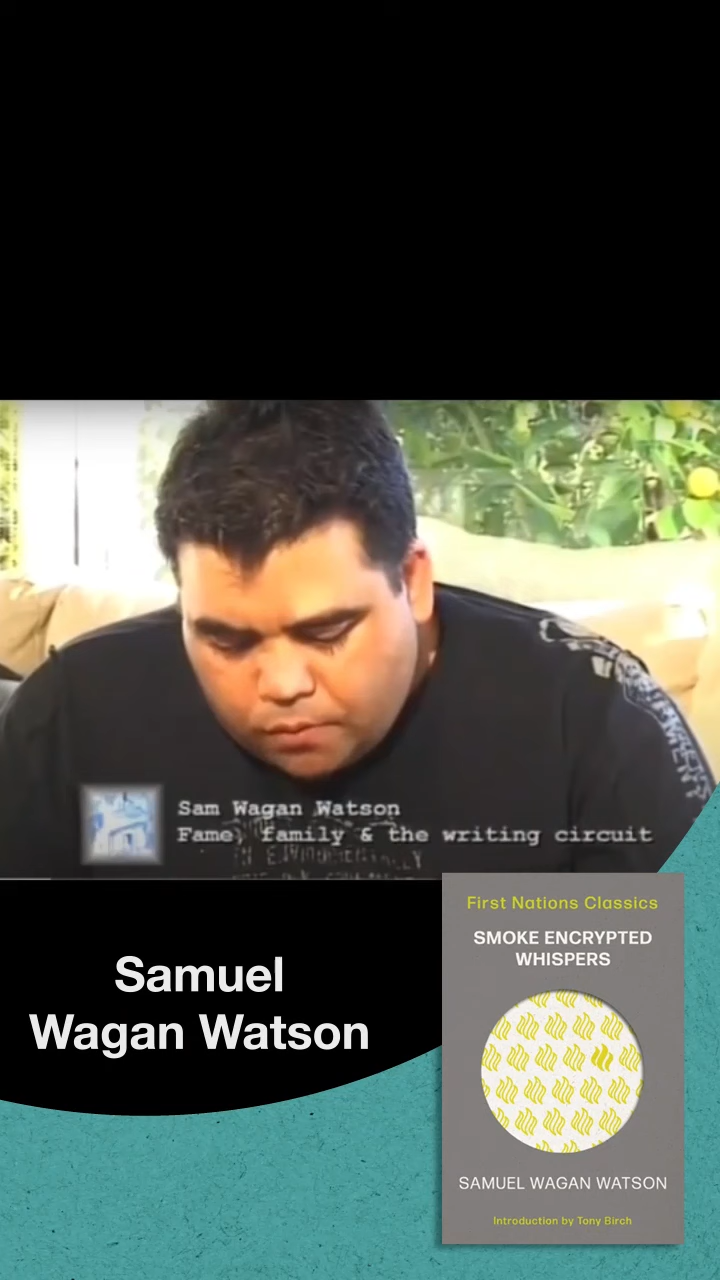 Sam Wagan Watson
Fame, family & the writing circuit
Samuel
Wagan Watson
First Nations Classics
SMOKE ENCRYPTED
WHISPERS
SAMUEL WAGAN WATSON
Introduction by Tony Birch